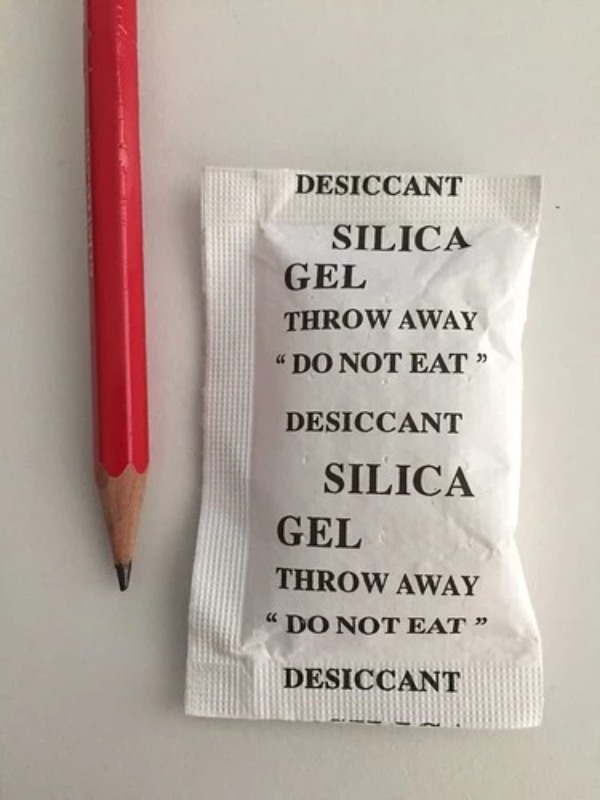 DESICCANT
SILICA
GEL
THROW AWAY
“ DO NOT EAT ”
DESICCANT
SILICA
GEL
THROW AWAY
“ DO NOT EAT ”
DESICCANT